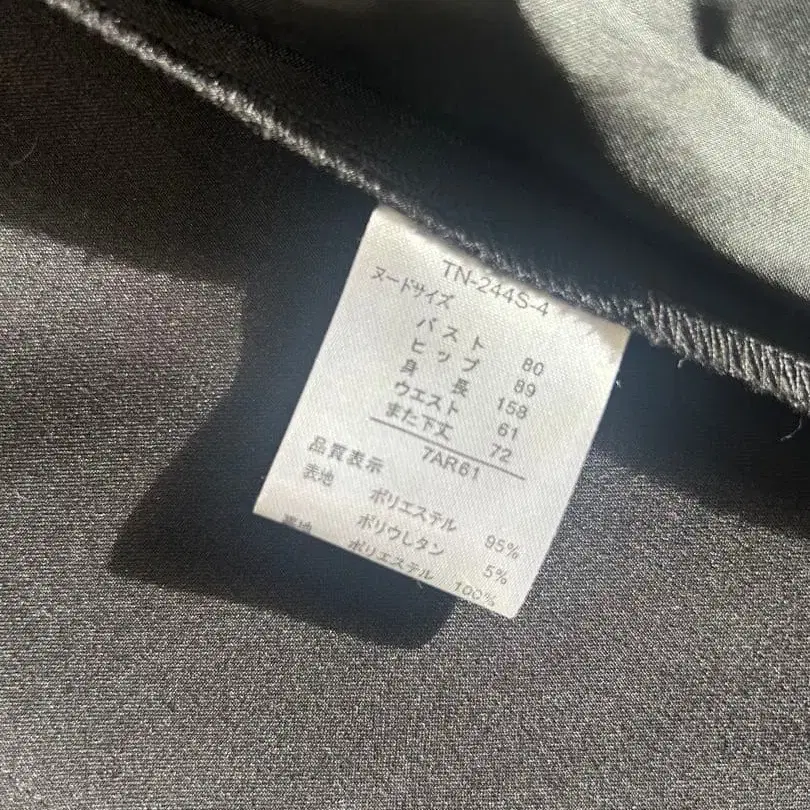 TN-244S-4
ヌードサイズ
バスト 80
ヒップ 89
身長 158
ウエスト 61
また下丈 72
7AR61
品質表示
表地
ポリエステル 95%
ポリウレタン 5%
裏地
ポリエステル 100%